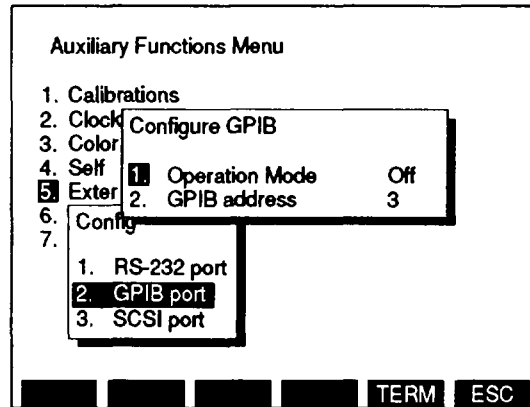 Auxiliary Functions Menu
1. Calibrations
2. Clock
3. Color
4. Self
5. Exter
6.
7.
Configure GPIB
1. Operation Mode Off
2. GPIB address 3
Config
1. RS-232 port
2. GPIB port
3. SCSI port
TERM ESC